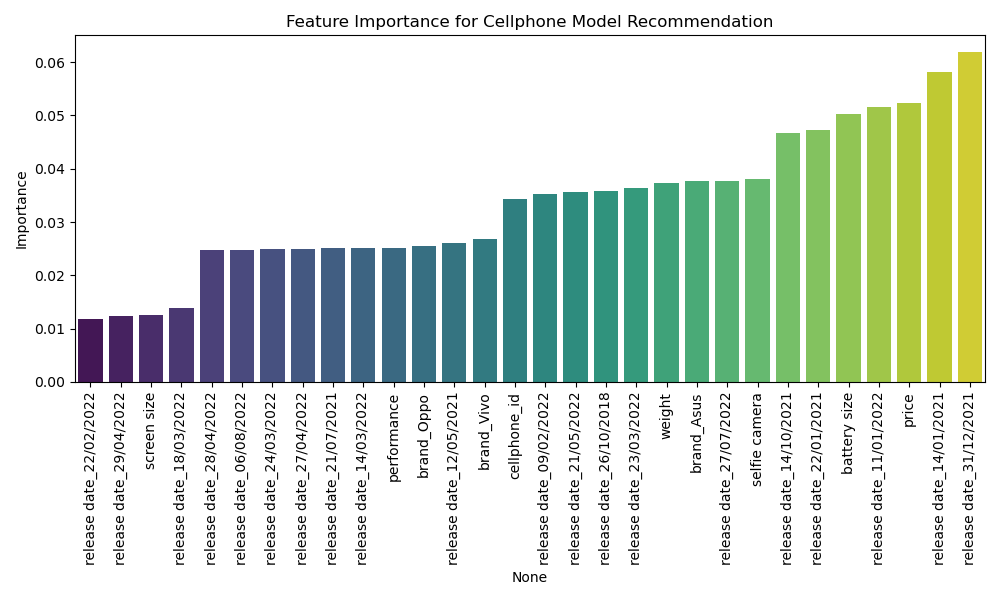 Feature Importance for Cellphone Model Recommendation
Importance
0.06
0.05
0.04
0.03
0.02
0.01
0.00
release date_22/02/2022
release date_29/04/2022
screen size
release date_18/03/2022
release date_28/04/2022
release date_06/08/2022
release date_24/03/2022
release date_27/04/2022
release date_21/07/2021
release date_14/03/2022
performance
brand_Oppo
release date_12/05/2021
brand_Vivo
cellphone_id
release date_09/02/2022
release date_21/05/2022
release date_26/10/2018
release date_23/03/2022
weight
brand_Asus
release date_27/07/2022
selfie camera
release date_14/10/2021
release date_22/01/2021
battery size
release date_11/01/2022
price
release date_14/01/2021
release date_31/12/2021
None